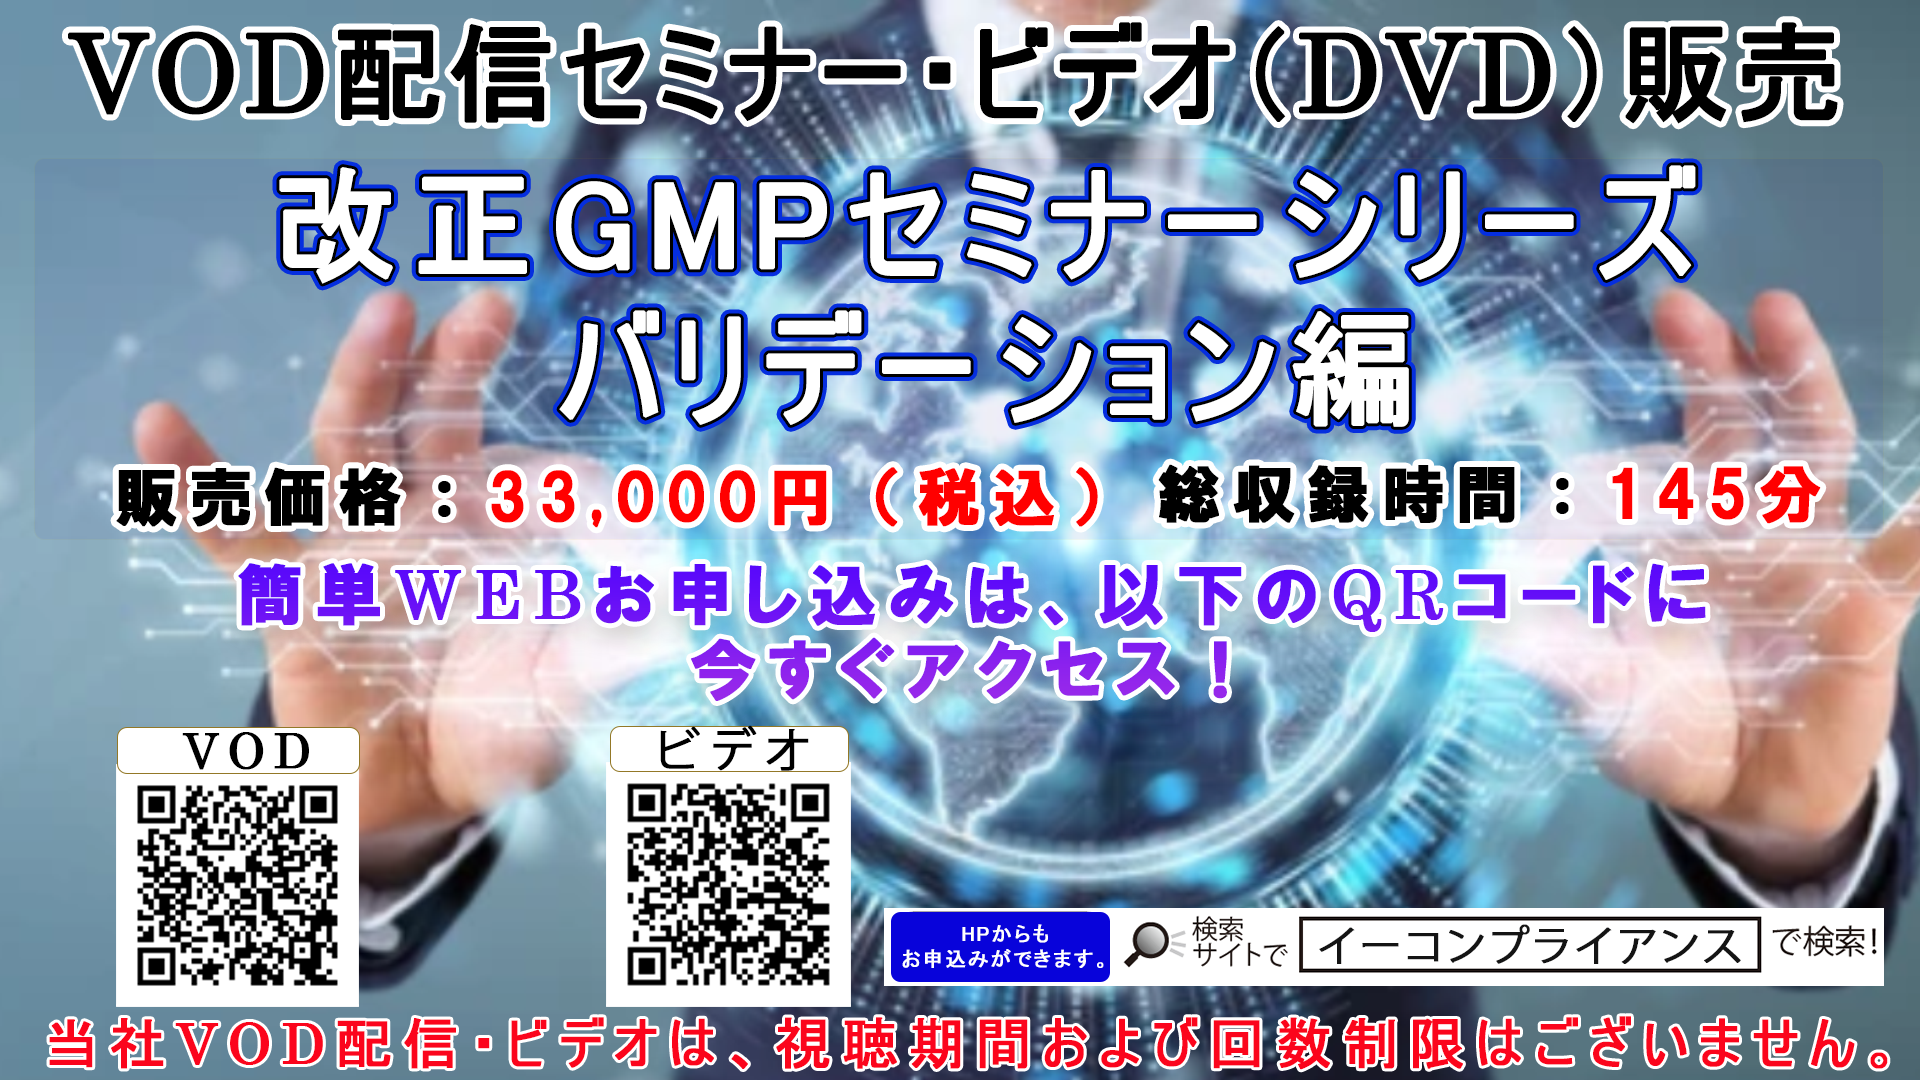 VOD配信セミナー・ビデオ（DVD）販売
改正GMPセミナーシリーズ
バリデーション編
販売価格：33,000円（税込） 総収録時間：145分
簡単WEBお申し込みは、以下のQRコードに
今すぐアクセス！
VOD
ビデオ
HPからも
お申込みができます。
検索
サイトで
イーコンプライアンス
で検索!
当社VOD配信・ビデオは、視聴期間および回数制限はございません。